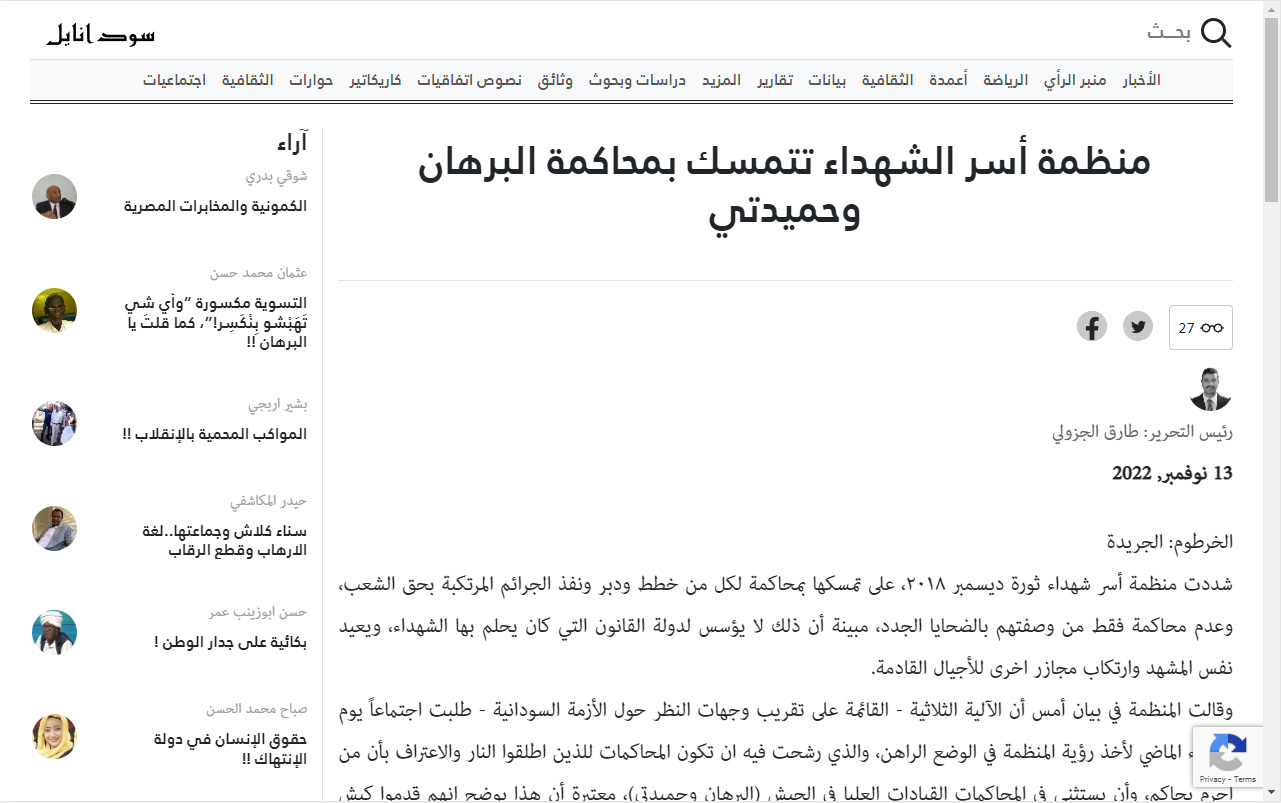 بحـــث
سودانايل
الأخبار منبر الرأي الرياضة أعمدة الثقافية بيانات تقارير المزيد دراسات وبحوث وثائق نصوص اتفاقيات كاريكاتير حوارات الثقافية اجتماعيات
منظمة أسر الشهداء تتمسك بمحاكمة البرهان
وحميدتي
27
رئيس التحرير: طارق الجزولي
13 نوفمبر, 2022
الخرطوم: الجريدة
شددت منظمة أسر شهداء ثورة ديسمبر ٢٠١٨، على تمسكها بمحاكمة لكل من خطط ودبر ونفذ الجرائم المرتكبة بحق الشعب،
وعدم محاكمة فقط من وصفتهم بالضحايا الجدد، مبينة أن ذلك لا يؤسس لدولة القانون التي كان يحلم بها الشهداء، ويعيد
نفس المشهد وارتكاب مجازر اخرى للأجيال القادمة.
وقالت المنظمة في بيان أمس أن الآلية الثلاثية - القائمة على تقريب وجهات النظر حول الأزمة السودانية - طلبت اجتماعاً يوم
الماضي لأخذ رؤية المنظمة في الوضع الراهن، والذي رشحت فيه ان تكون المحاكمات للذين اطلقوا النار والاعتراف بأن من
اجرم يحاكم، وأن يستثنى في المحاكمات القيادات العليا في الجيش (البرهان وحميدتي)، معتبرة أن هذا يوضح انهم قدموا كبش
آراء
شوقي بدري
الكمونية والمخابرات المصرية
عثمان محمد حسن
التسوية مكسورة “وأي شي
تَهَبْشو بِنْكَسِر!”، كما قلتَ يا
البرهان !!
بشير اربجي
المواكب المحمية بالإنقلاب !!
حيدر المكاشفي
سناء كلاش وجماعتها..لغة
الارهاب وقطع الرقاب
حسن ابوزينب عمر
بكائية على جدار الوطن !
صباح محمد الحسن
حقوق الإنسان في دولة
الإنتهاك !!
Privacy - Terms